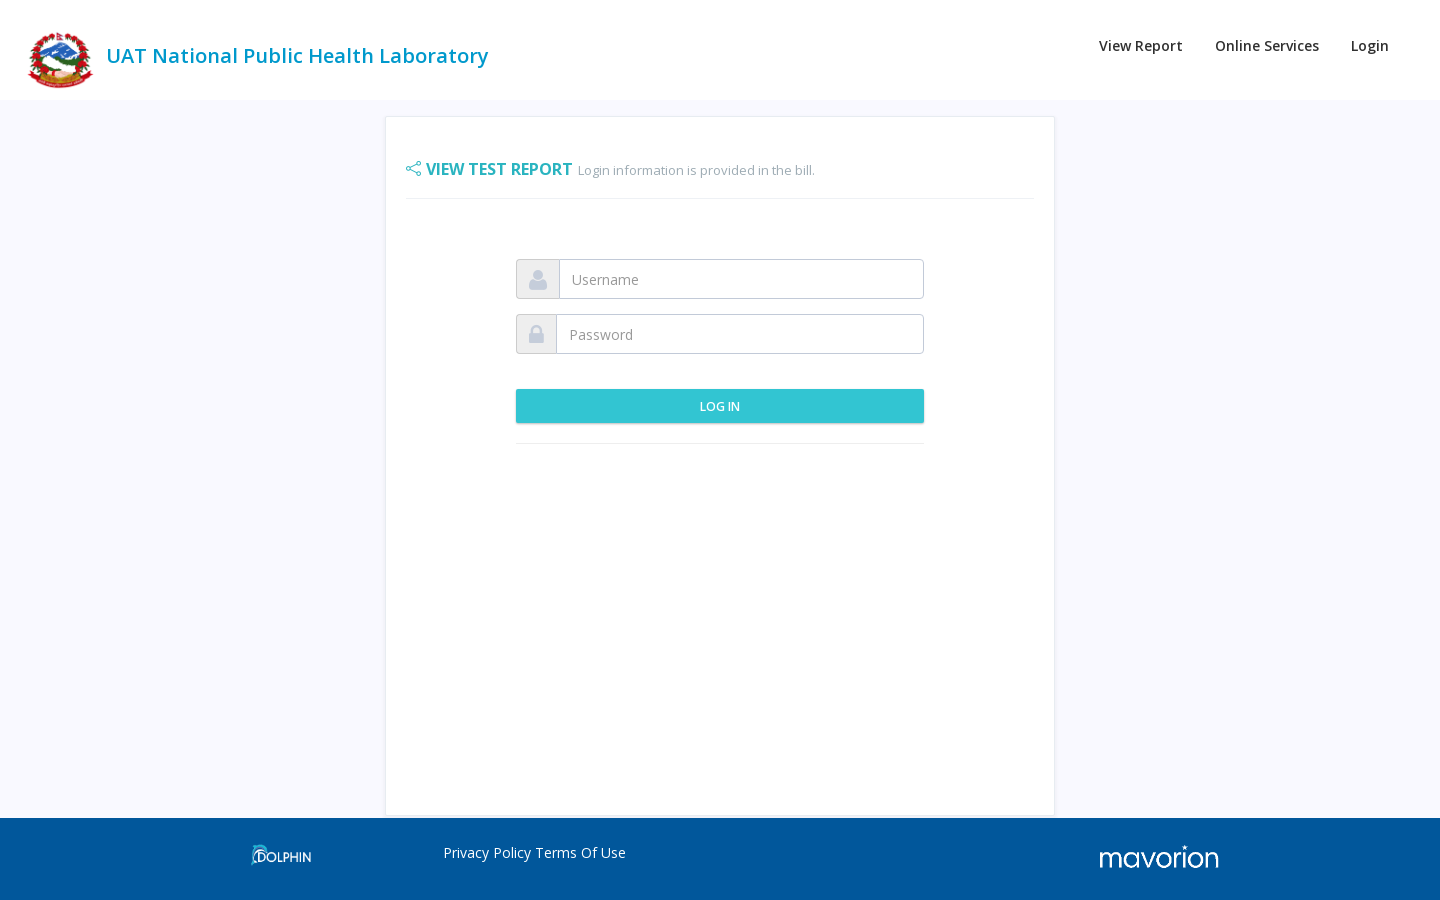 UAT National Public Health Laboratory
View Report
Online Services
Login
VIEW TEST REPORT Login information is provided in the bill.
Username
Password
LOG IN
DOLPHIN
Privacy Policy Terms Of Use
mavorion